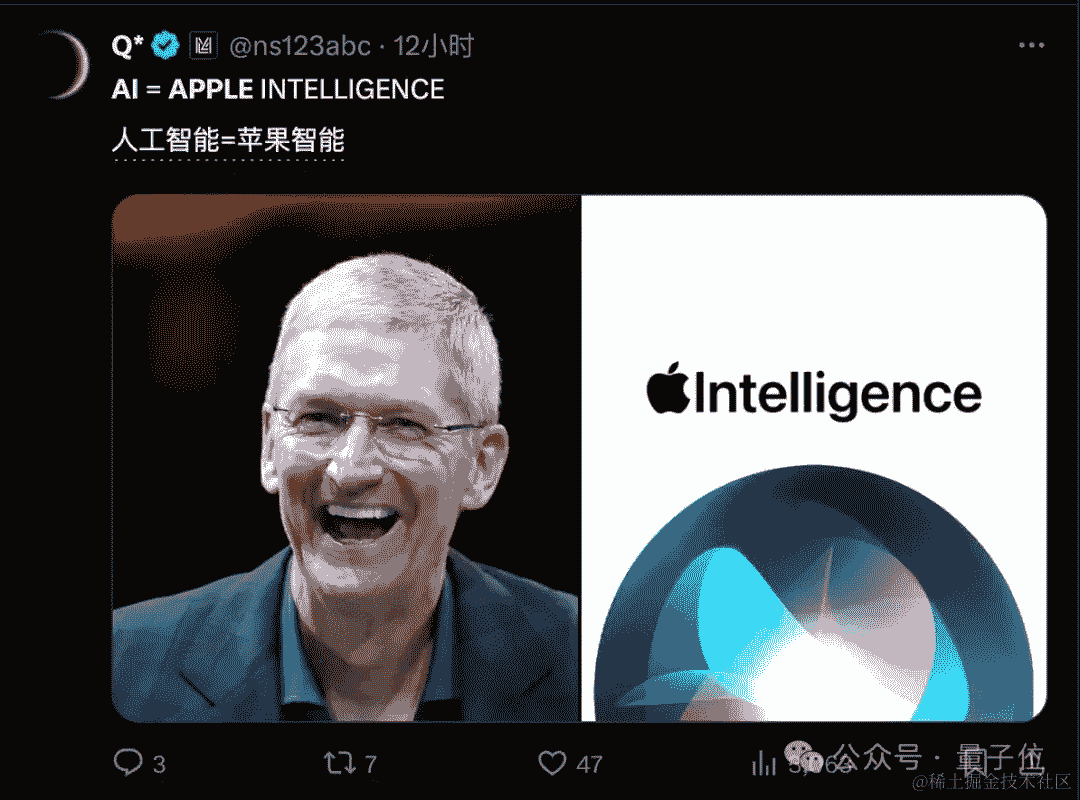 Q* @ns123abc · 12小时
AI = APPLE INTELLIGENCE
人工智能=苹果智能
Intelligence
3 7 47
公众号 · 量子位
@稀土掘金技术社区